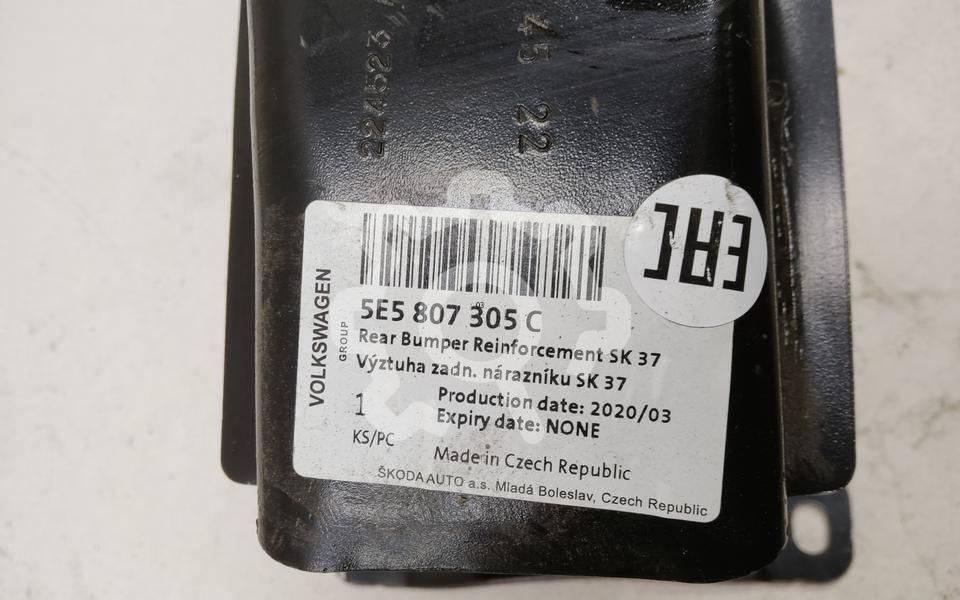 224523
45 22
EAC
VOLKSWAGEN
GROUP
03
5E5 807 305 C
Rear Bumper Reinforcement SK 37
Výztuha zadn. nárazníku SK 37
1
Production date: 2020/03
Expiry date: NONE
KS/PC
Made in Czech Republic
ŠKODA AUTO a.s. Mladá Boleslav, Czech Republic